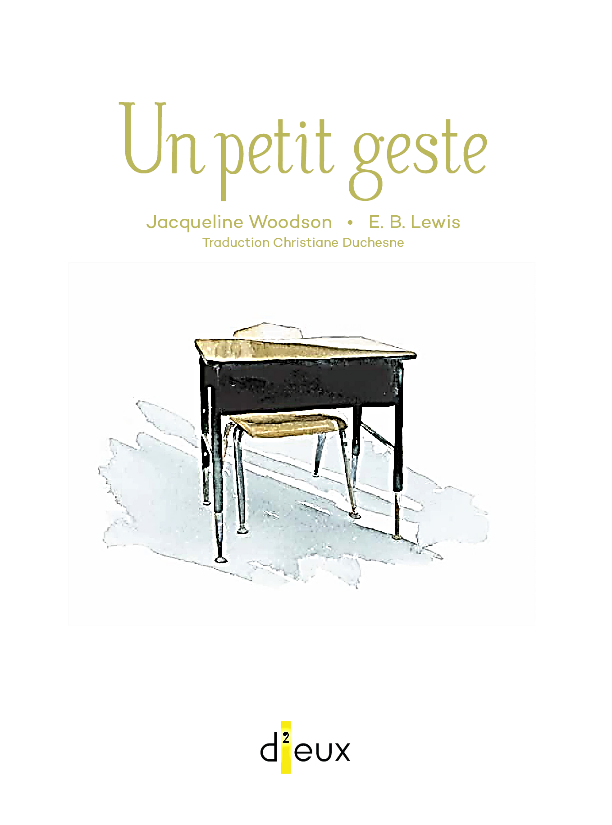 Un petit geste
Jacqueline Woodson • E. B. Lewis
Traduction Christiane Duchesne
d²eux